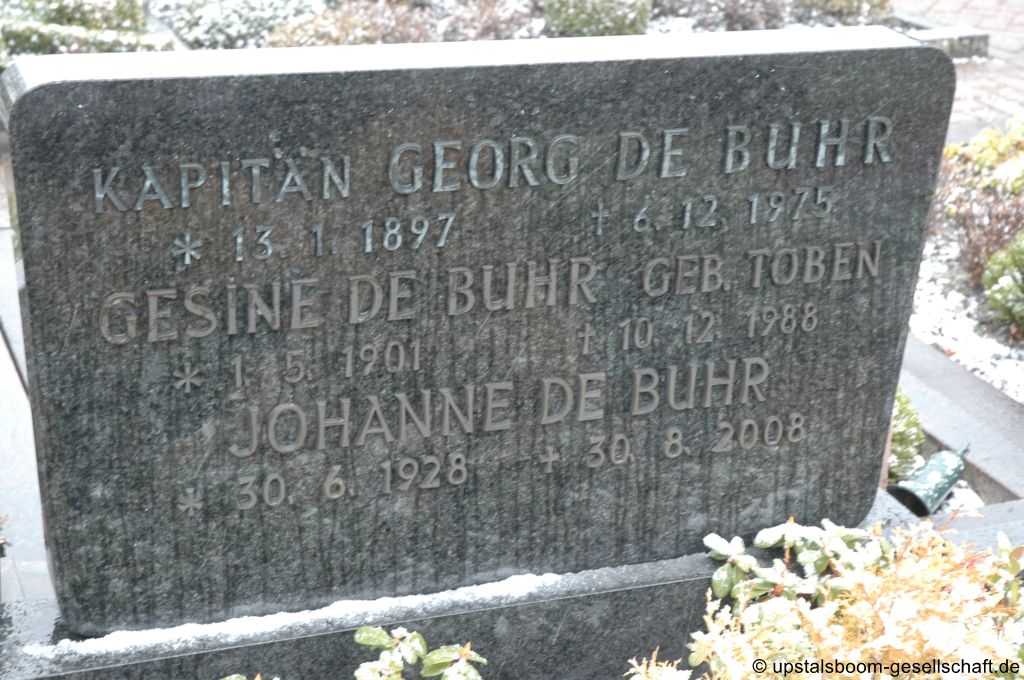 KAPITÄN GEORG DE BUHR
* 13. 1. 1897 † 6. 12. 1975
GESINE DE BUHR GEB. TOBEN
* 1. 5. 1901 † 10. 12. 1988
JOHANNE DE BUHR
* 30. 6. 1928 † 30. 8. 2008
© upstalsboom-gesellschaft.de